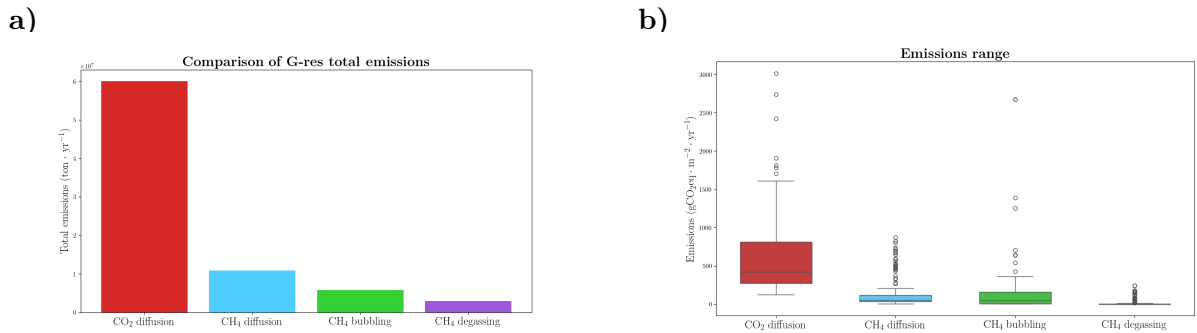 a)
Comparison of G-res total emissions
×10⁷
Total emissions (ton · yr⁻¹)
6
5
4
3
2
1
0
CO₂ diffusion
CH₄ diffusion
CH₄ bubbling
CH₄ degassing
b)
Emissions range
Emissions (gCO₂eq · m⁻² · yr⁻¹)
3000
2500
2000
1500
1000
500
0
CO₂ diffusion
CH₄ diffusion
CH₄ bubbling
CH₄ degassing